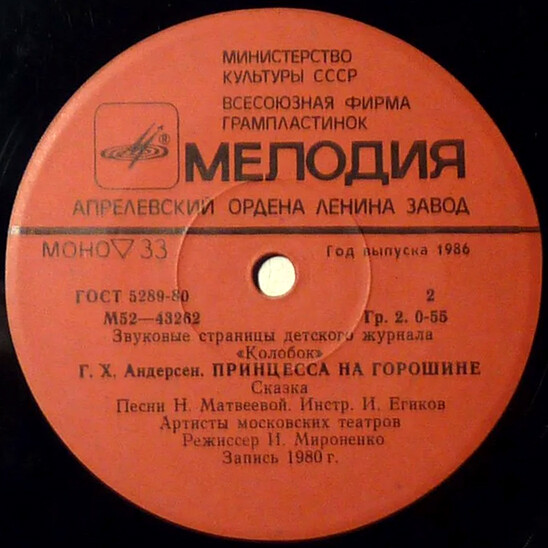 МИНИСТЕРСТВО
КУЛЬТУРЫ СССР
ВСЕСОЮЗНАЯ ФИРМА
ГРАМПЛАСТИНОК
®
МЕЛОДИЯ
АПРЕЛЕВСКИЙ ОРДЕНА ЛЕНИНА ЗАВОД
МОНО ▽ 33 Год выпуска 1986
ГОСТ 5289-80 2
М52—43262 Гр. 2. 0-55
Звуковые страницы детского журнала
«Колобок»
Г. Х. Андерсен. ПРИНЦЕССА НА ГОРОШИНЕ
Сказка
Песни Н. Матвеевой. Инстр. И. Егиков
Артисты московских театров
Режиссер И. Мироненко
Запись 1980 г.